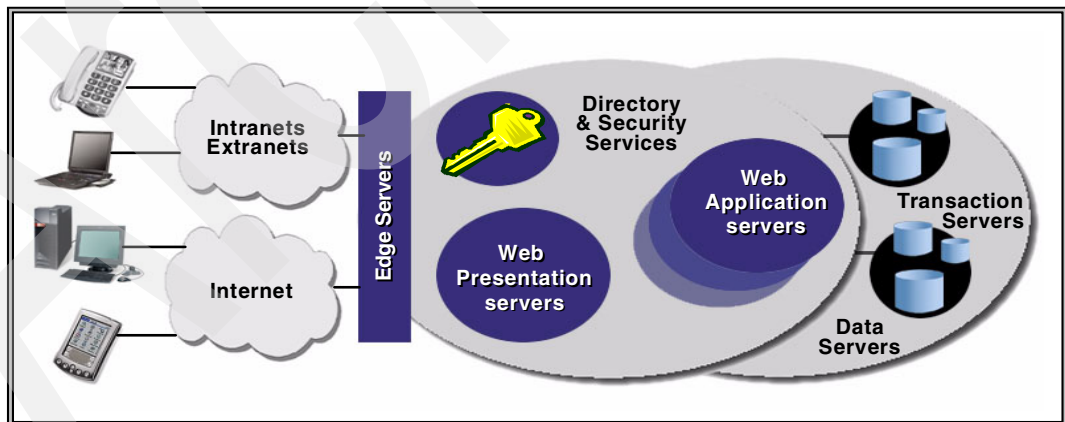 Intranets
Extranets
Internet
Edge Servers
Directory
& Security
Services
Web
Presentation
servers
Web
Application
servers
Transaction
Servers
Data
Servers